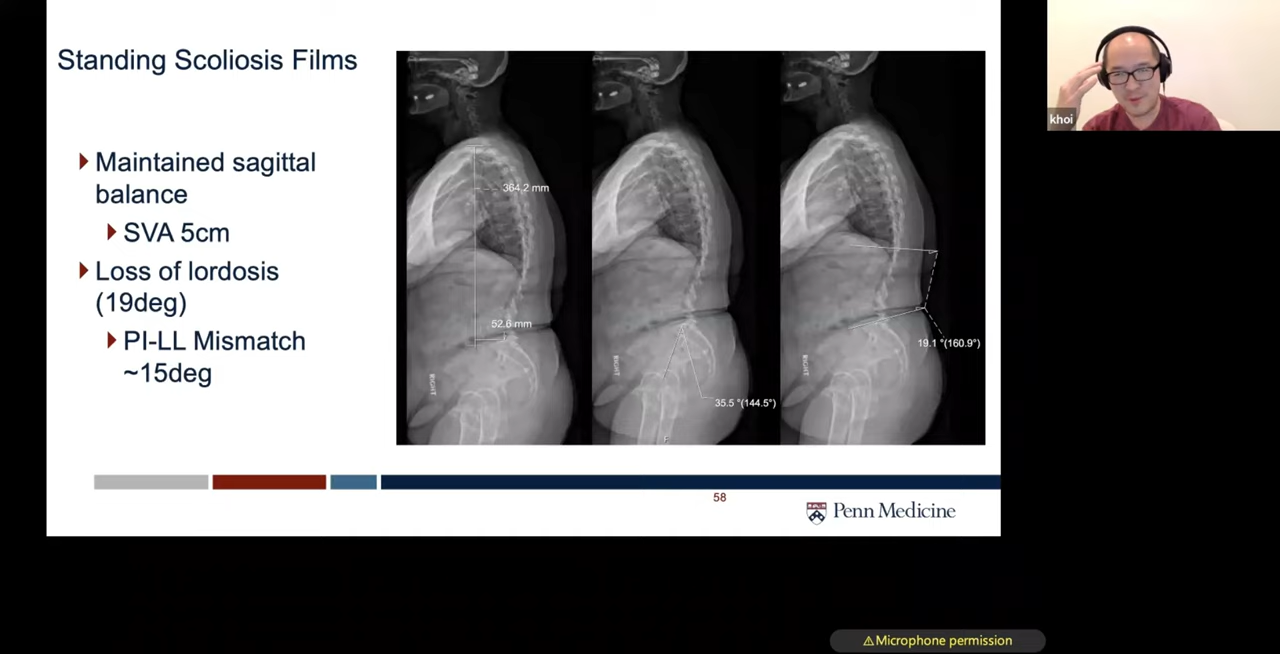 Standing Scoliosis Films
Maintained sagittal
balance
SVA 5cm
Loss of lordosis
(19deg)
PI-LL Mismatch
~15deg
364.2 mm
52.6 mm
RIGHT
RIGHT
35.5 °(144.5°)
F
RIGHT
19.1 °(160.9°)
58
Penn Medicine
khoi
⚠Microphone permission